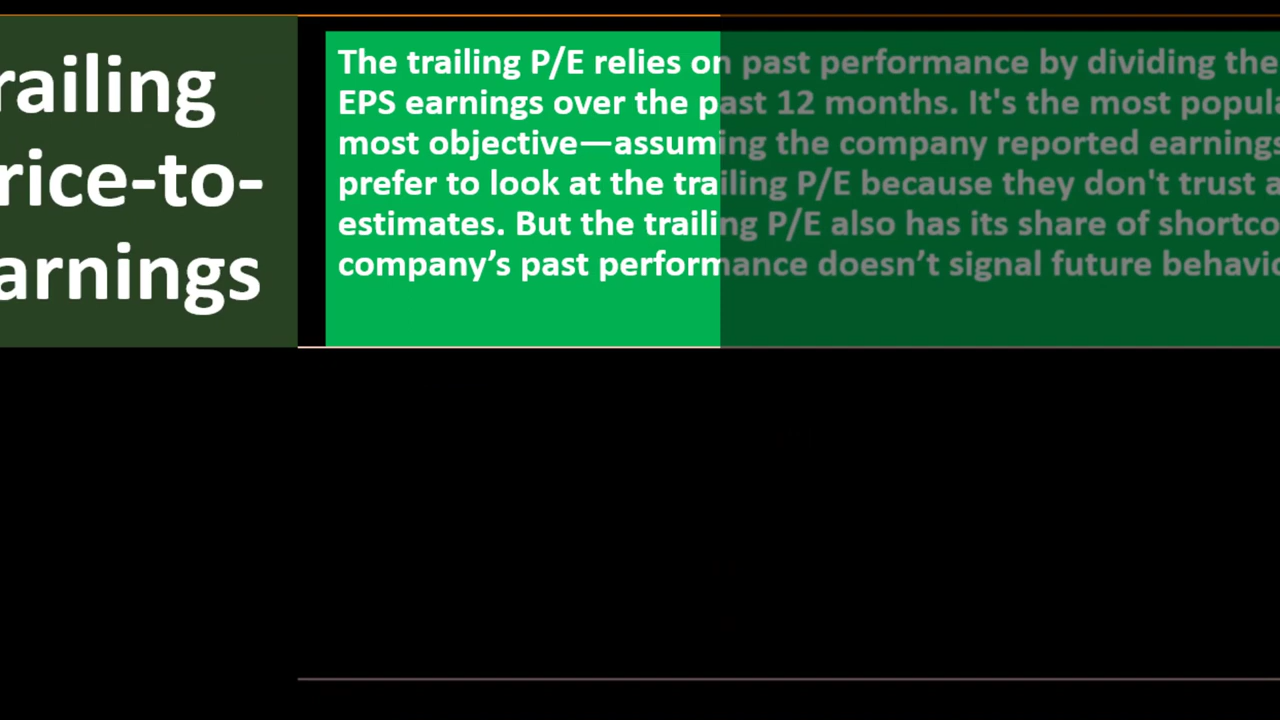 railing
rice-to-
arnings
The trailing P/E relies on past performance by dividing the
EPS earnings over the past 12 months. It's the most popul
most objective—assuming the company reported earnings
prefer to look at the trailing P/E because they don't trust a
estimates. But the trailing P/E also has its share of shortco
company’s past performance doesn’t signal future behavio